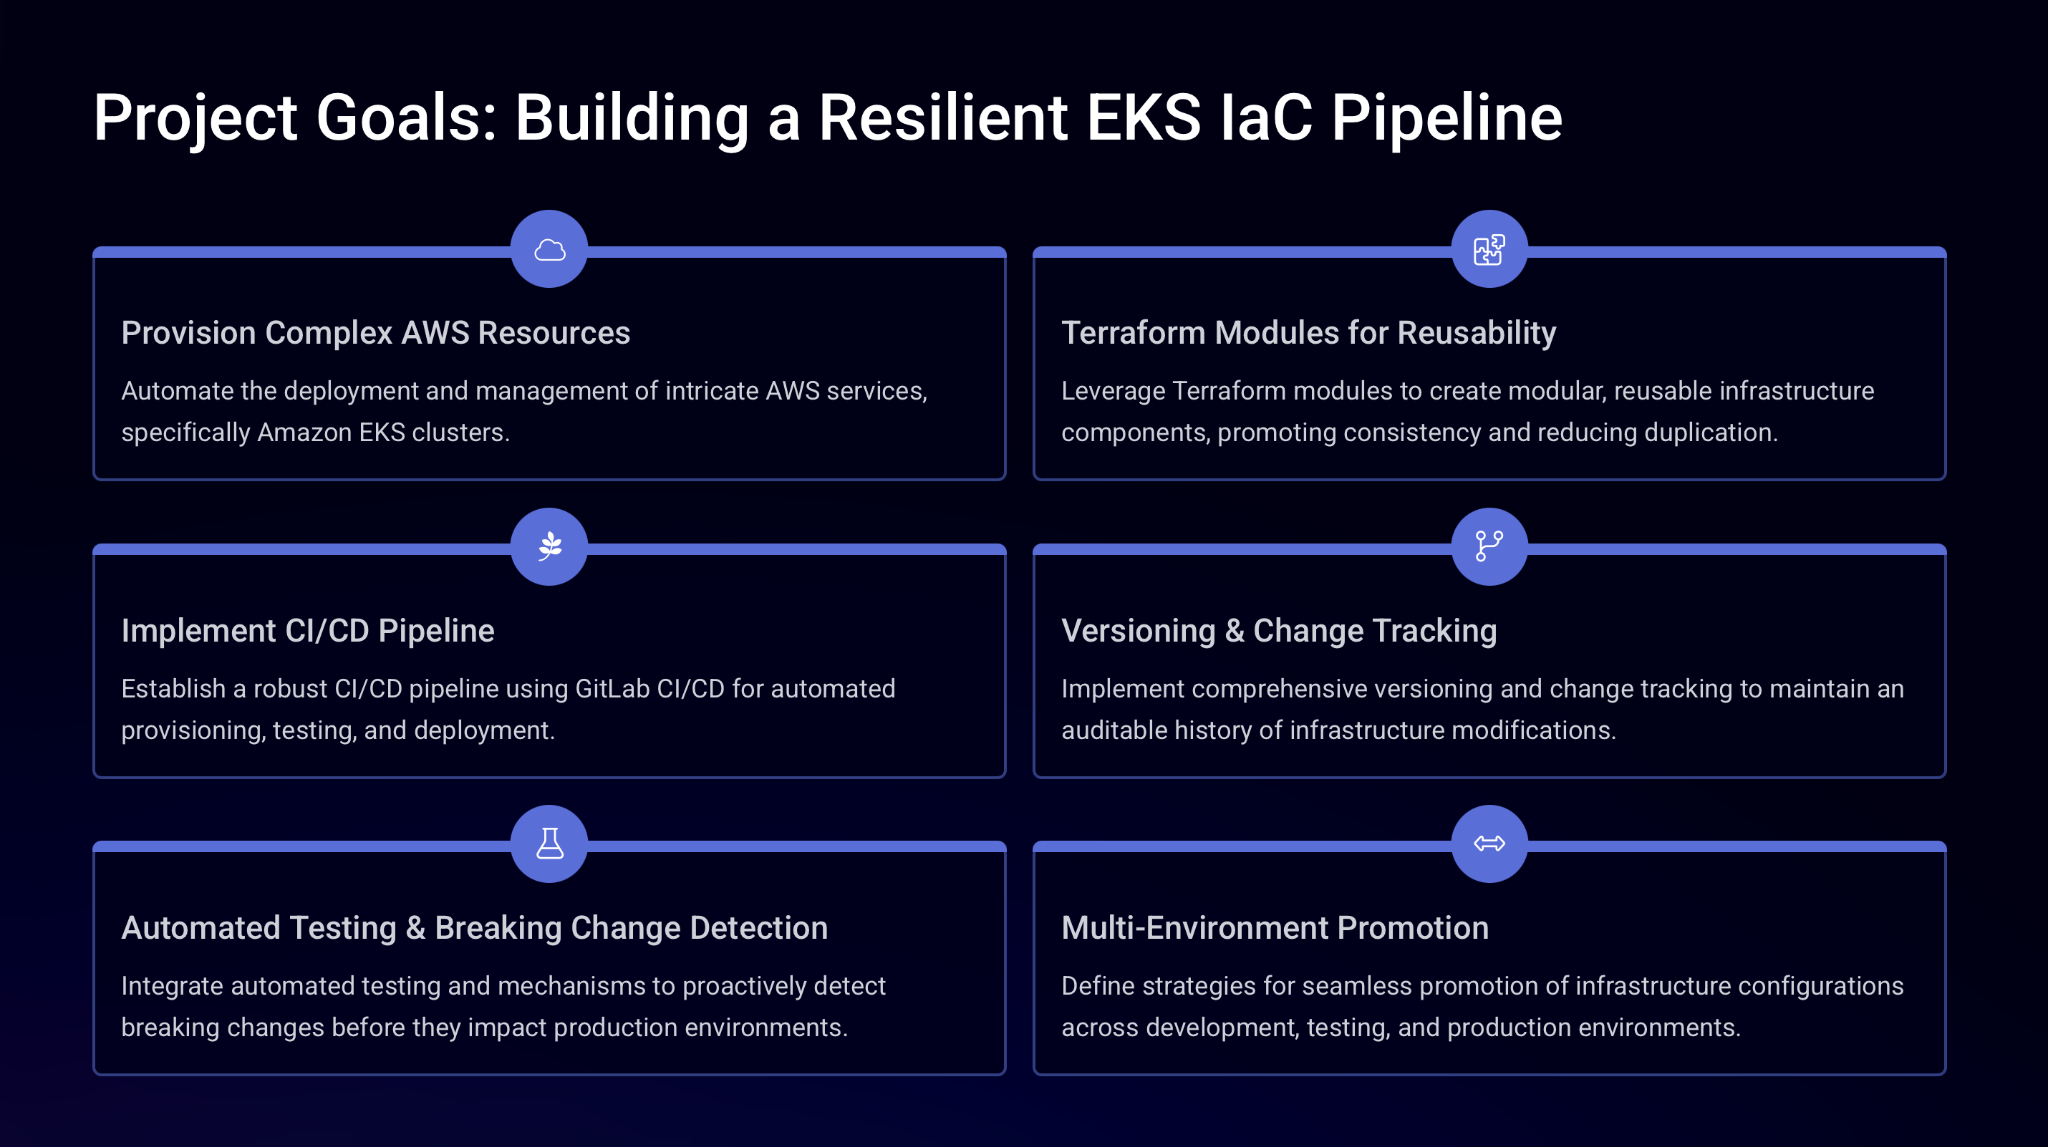 Project Goals: Building a Resilient EKS IaC Pipeline
Provision Complex AWS Resources
Automate the deployment and management of intricate AWS services,
specifically Amazon EKS clusters.
Terraform Modules for Reusability
Leverage Terraform modules to create modular, reusable infrastructure
components, promoting consistency and reducing duplication.
Implement CI/CD Pipeline
Establish a robust CI/CD pipeline using GitLab CI/CD for automated
provisioning, testing, and deployment.
Versioning & Change Tracking
Implement comprehensive versioning and change tracking to maintain an
auditable history of infrastructure modifications.
Automated Testing & Breaking Change Detection
Integrate automated testing and mechanisms to proactively detect
breaking changes before they impact production environments.
Multi-Environment Promotion
Define strategies for seamless promotion of infrastructure configurations
across development, testing, and production environments.